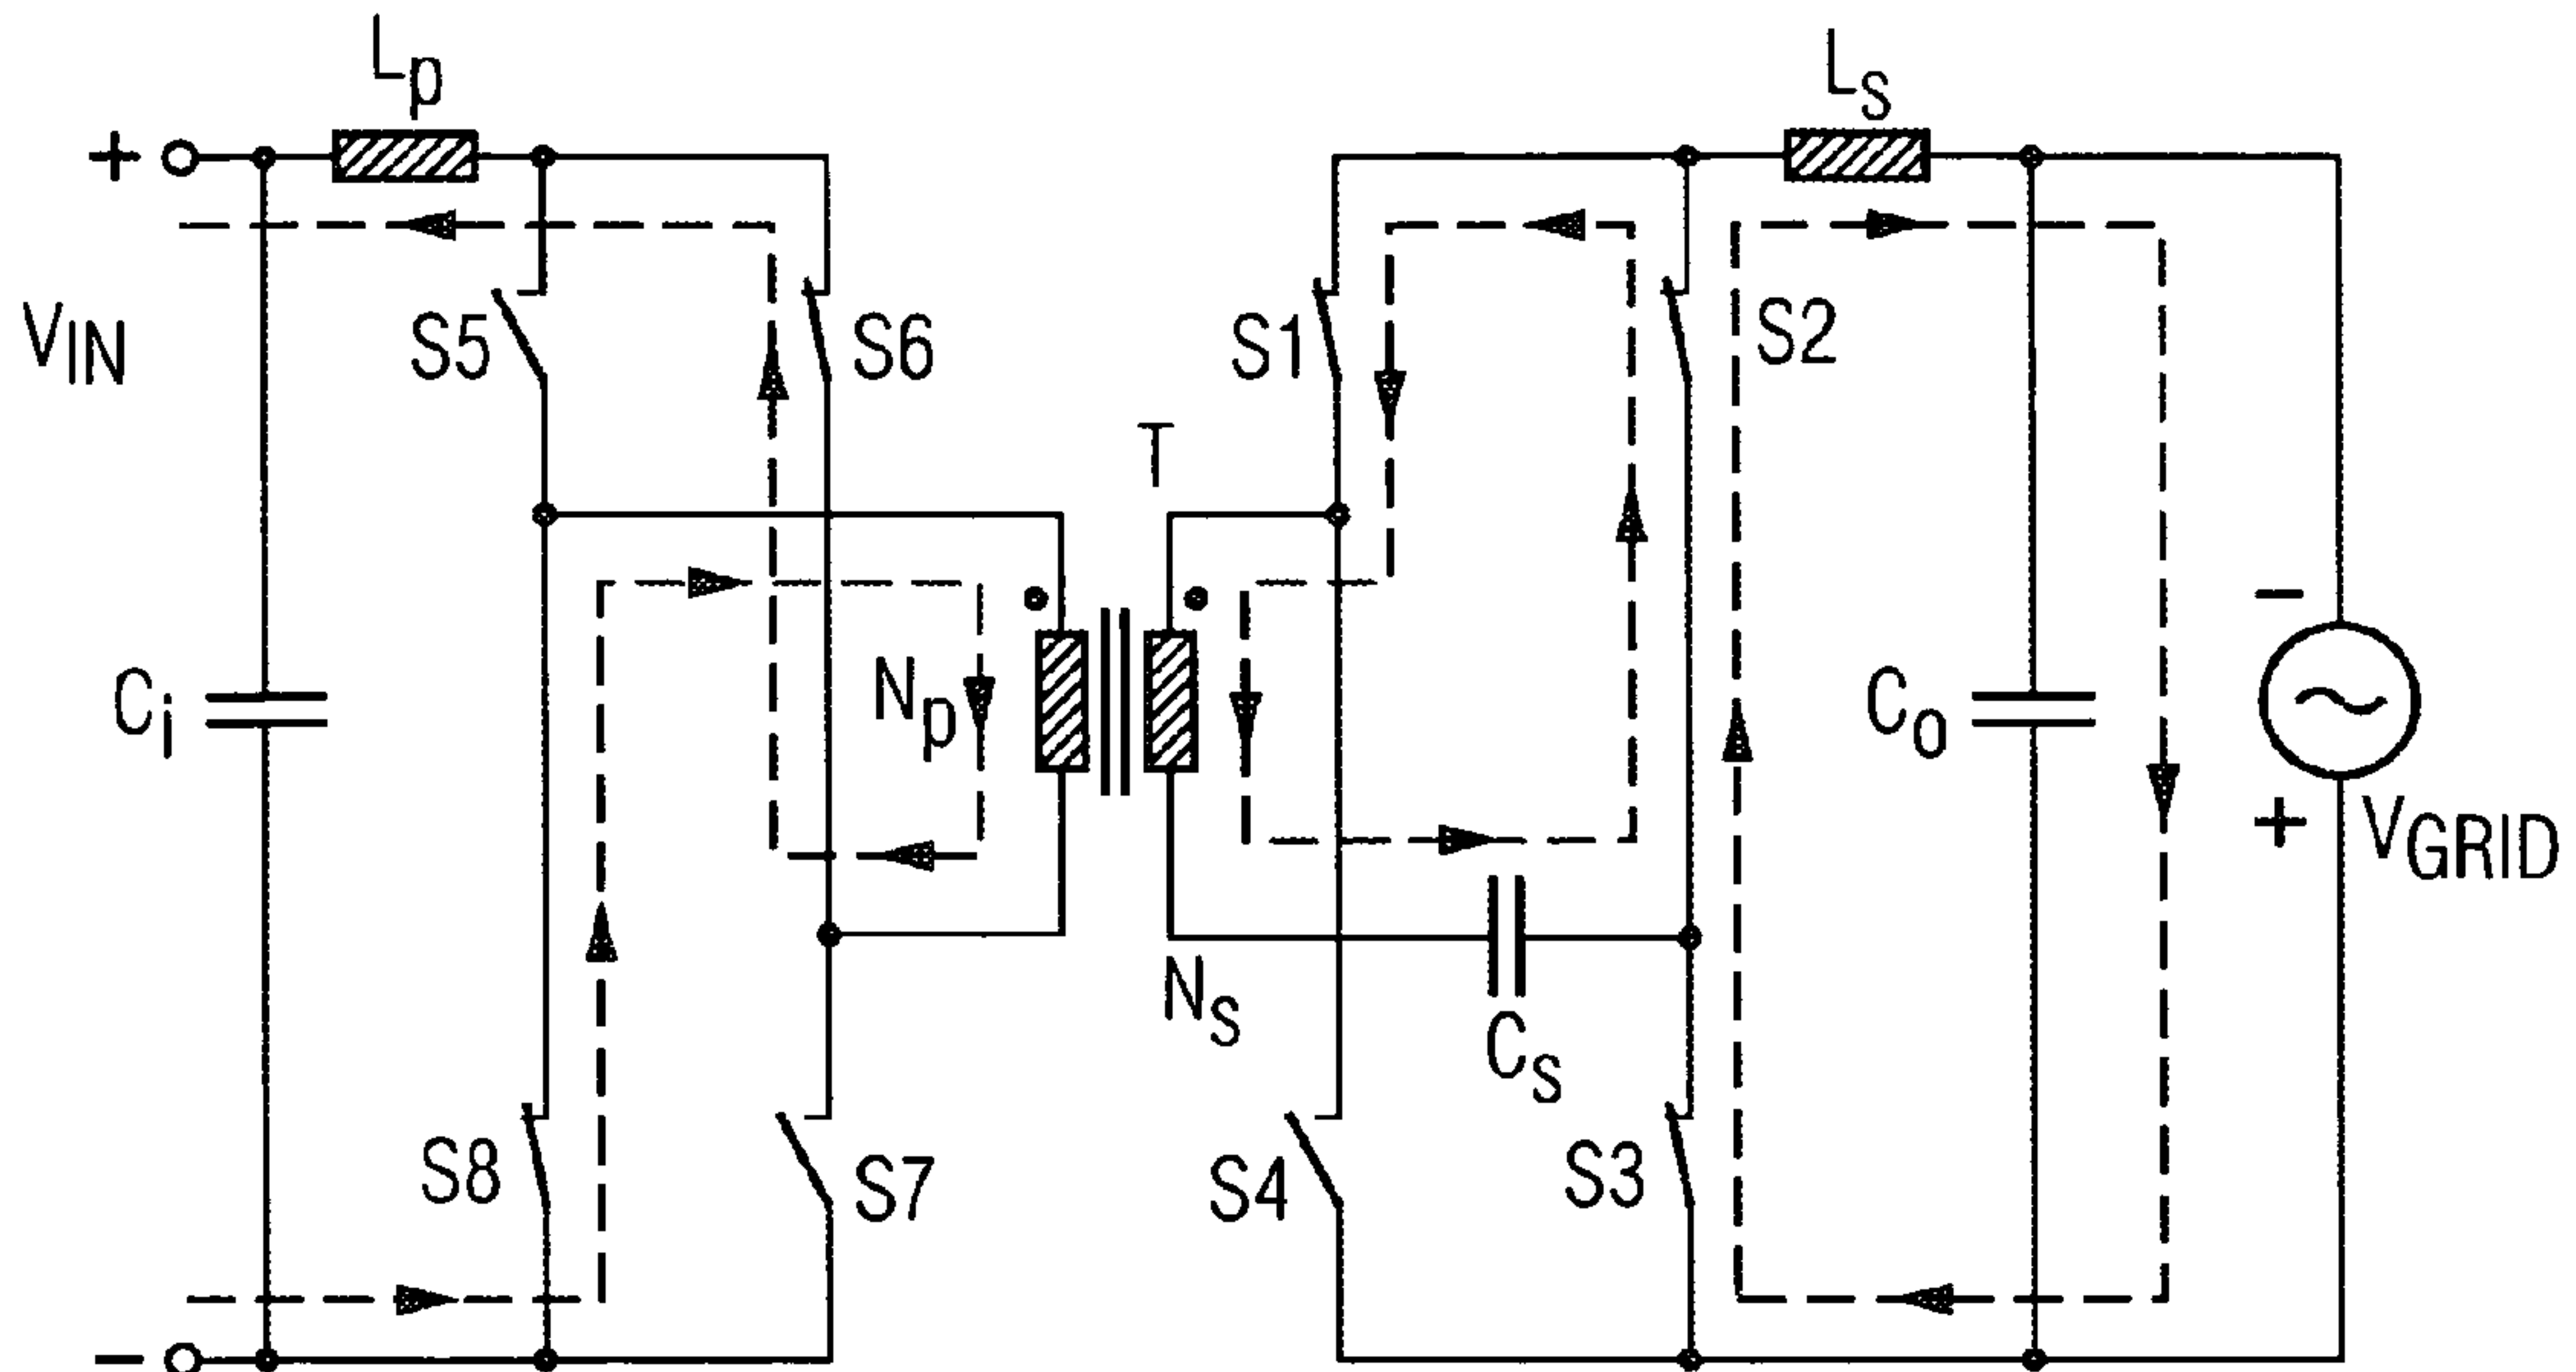 Lp
Ls
+
VIN
S5
S6
S1
S2
T
−
Ci
Np
Co
+
VGRID
Ns
Cs
S8
S7
S4
S3
−